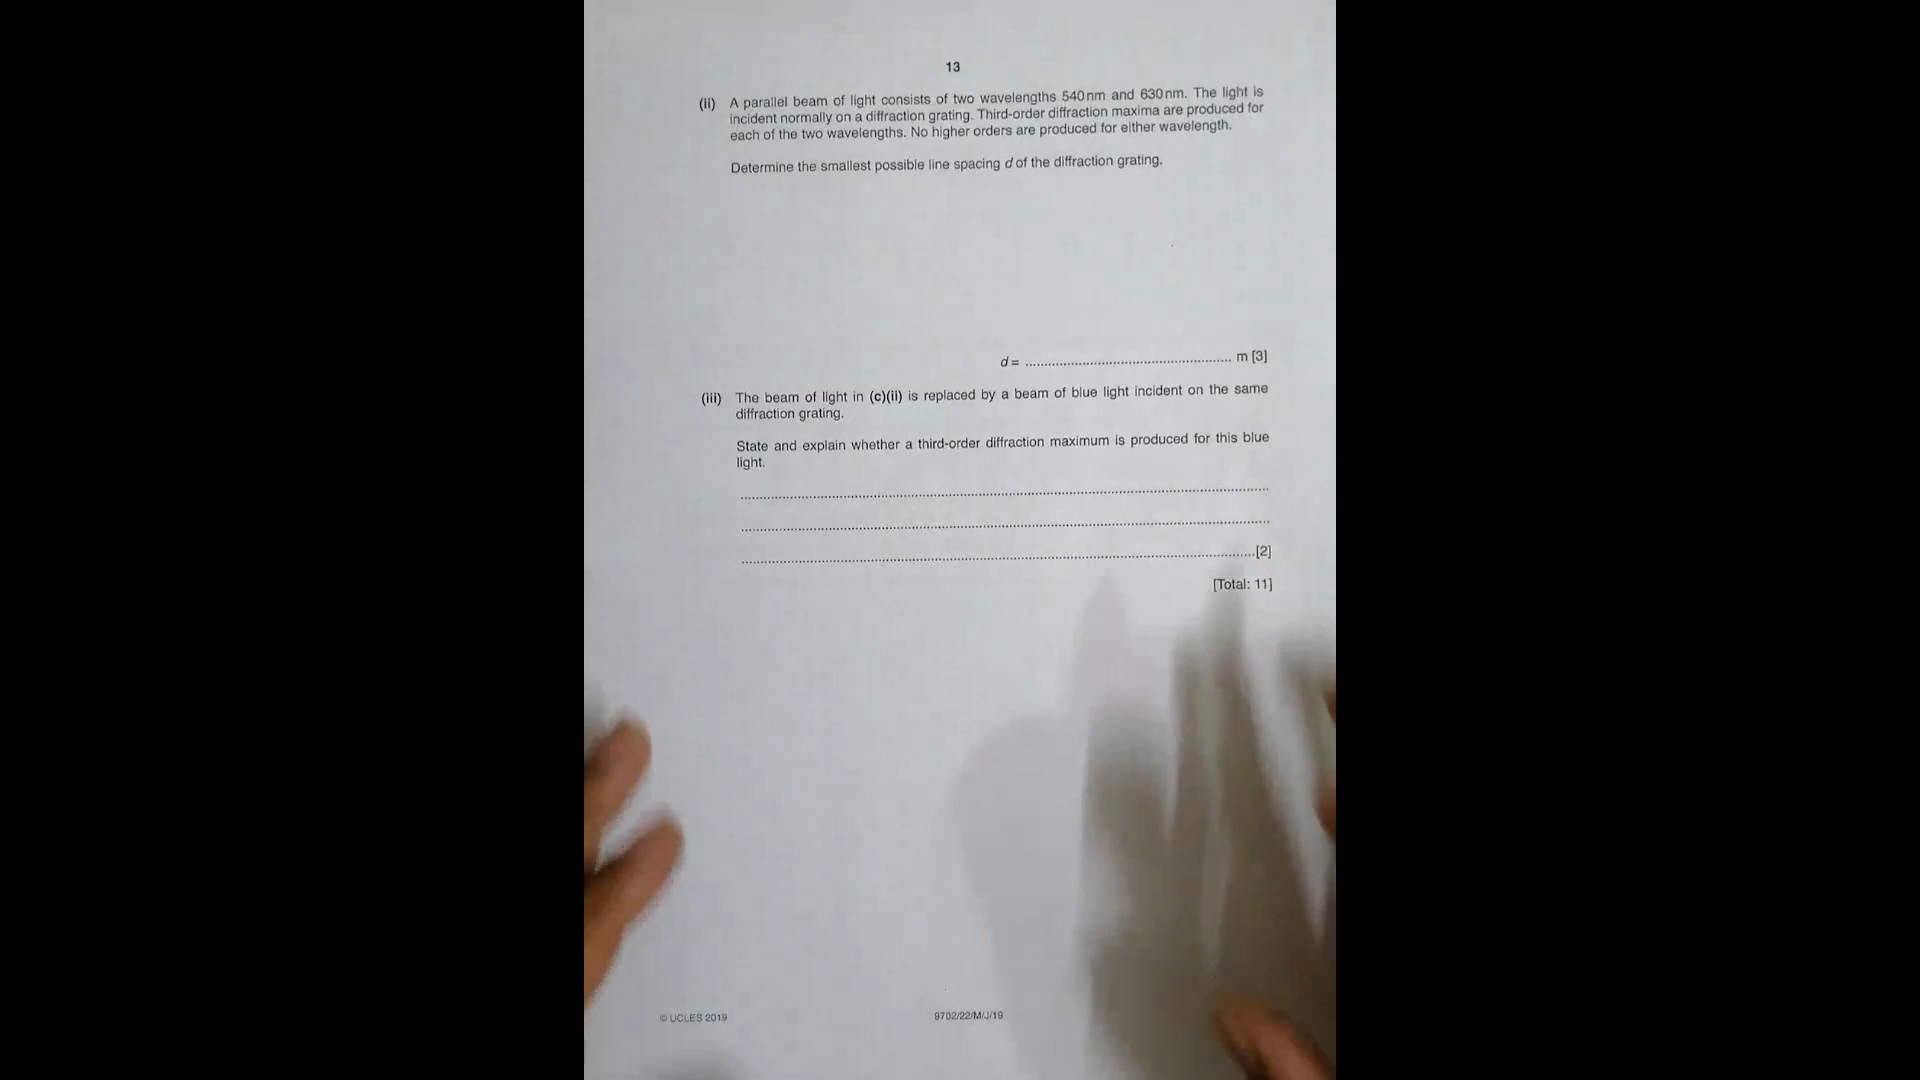 13
(ii) A parallel beam of light consists of two wavelengths 540 nm and 630 nm. The light is
incident normally on a diffraction grating. Third-order diffraction maxima are produced for
each of the two wavelengths. No higher orders are produced for either wavelength.
Determine the smallest possible line spacing d of the diffraction grating.
d = ................................................... m [3]
(iii) The beam of light in (c)(ii) is replaced by a beam of blue light incident on the same
diffraction grating.
State and explain whether a third-order diffraction maximum is produced for this blue
light.
...................................................................................................................................
...................................................................................................................................
...............................................................................................................................[2]
[Total: 11]
© UCLES 2019
9702/22/M/J/19